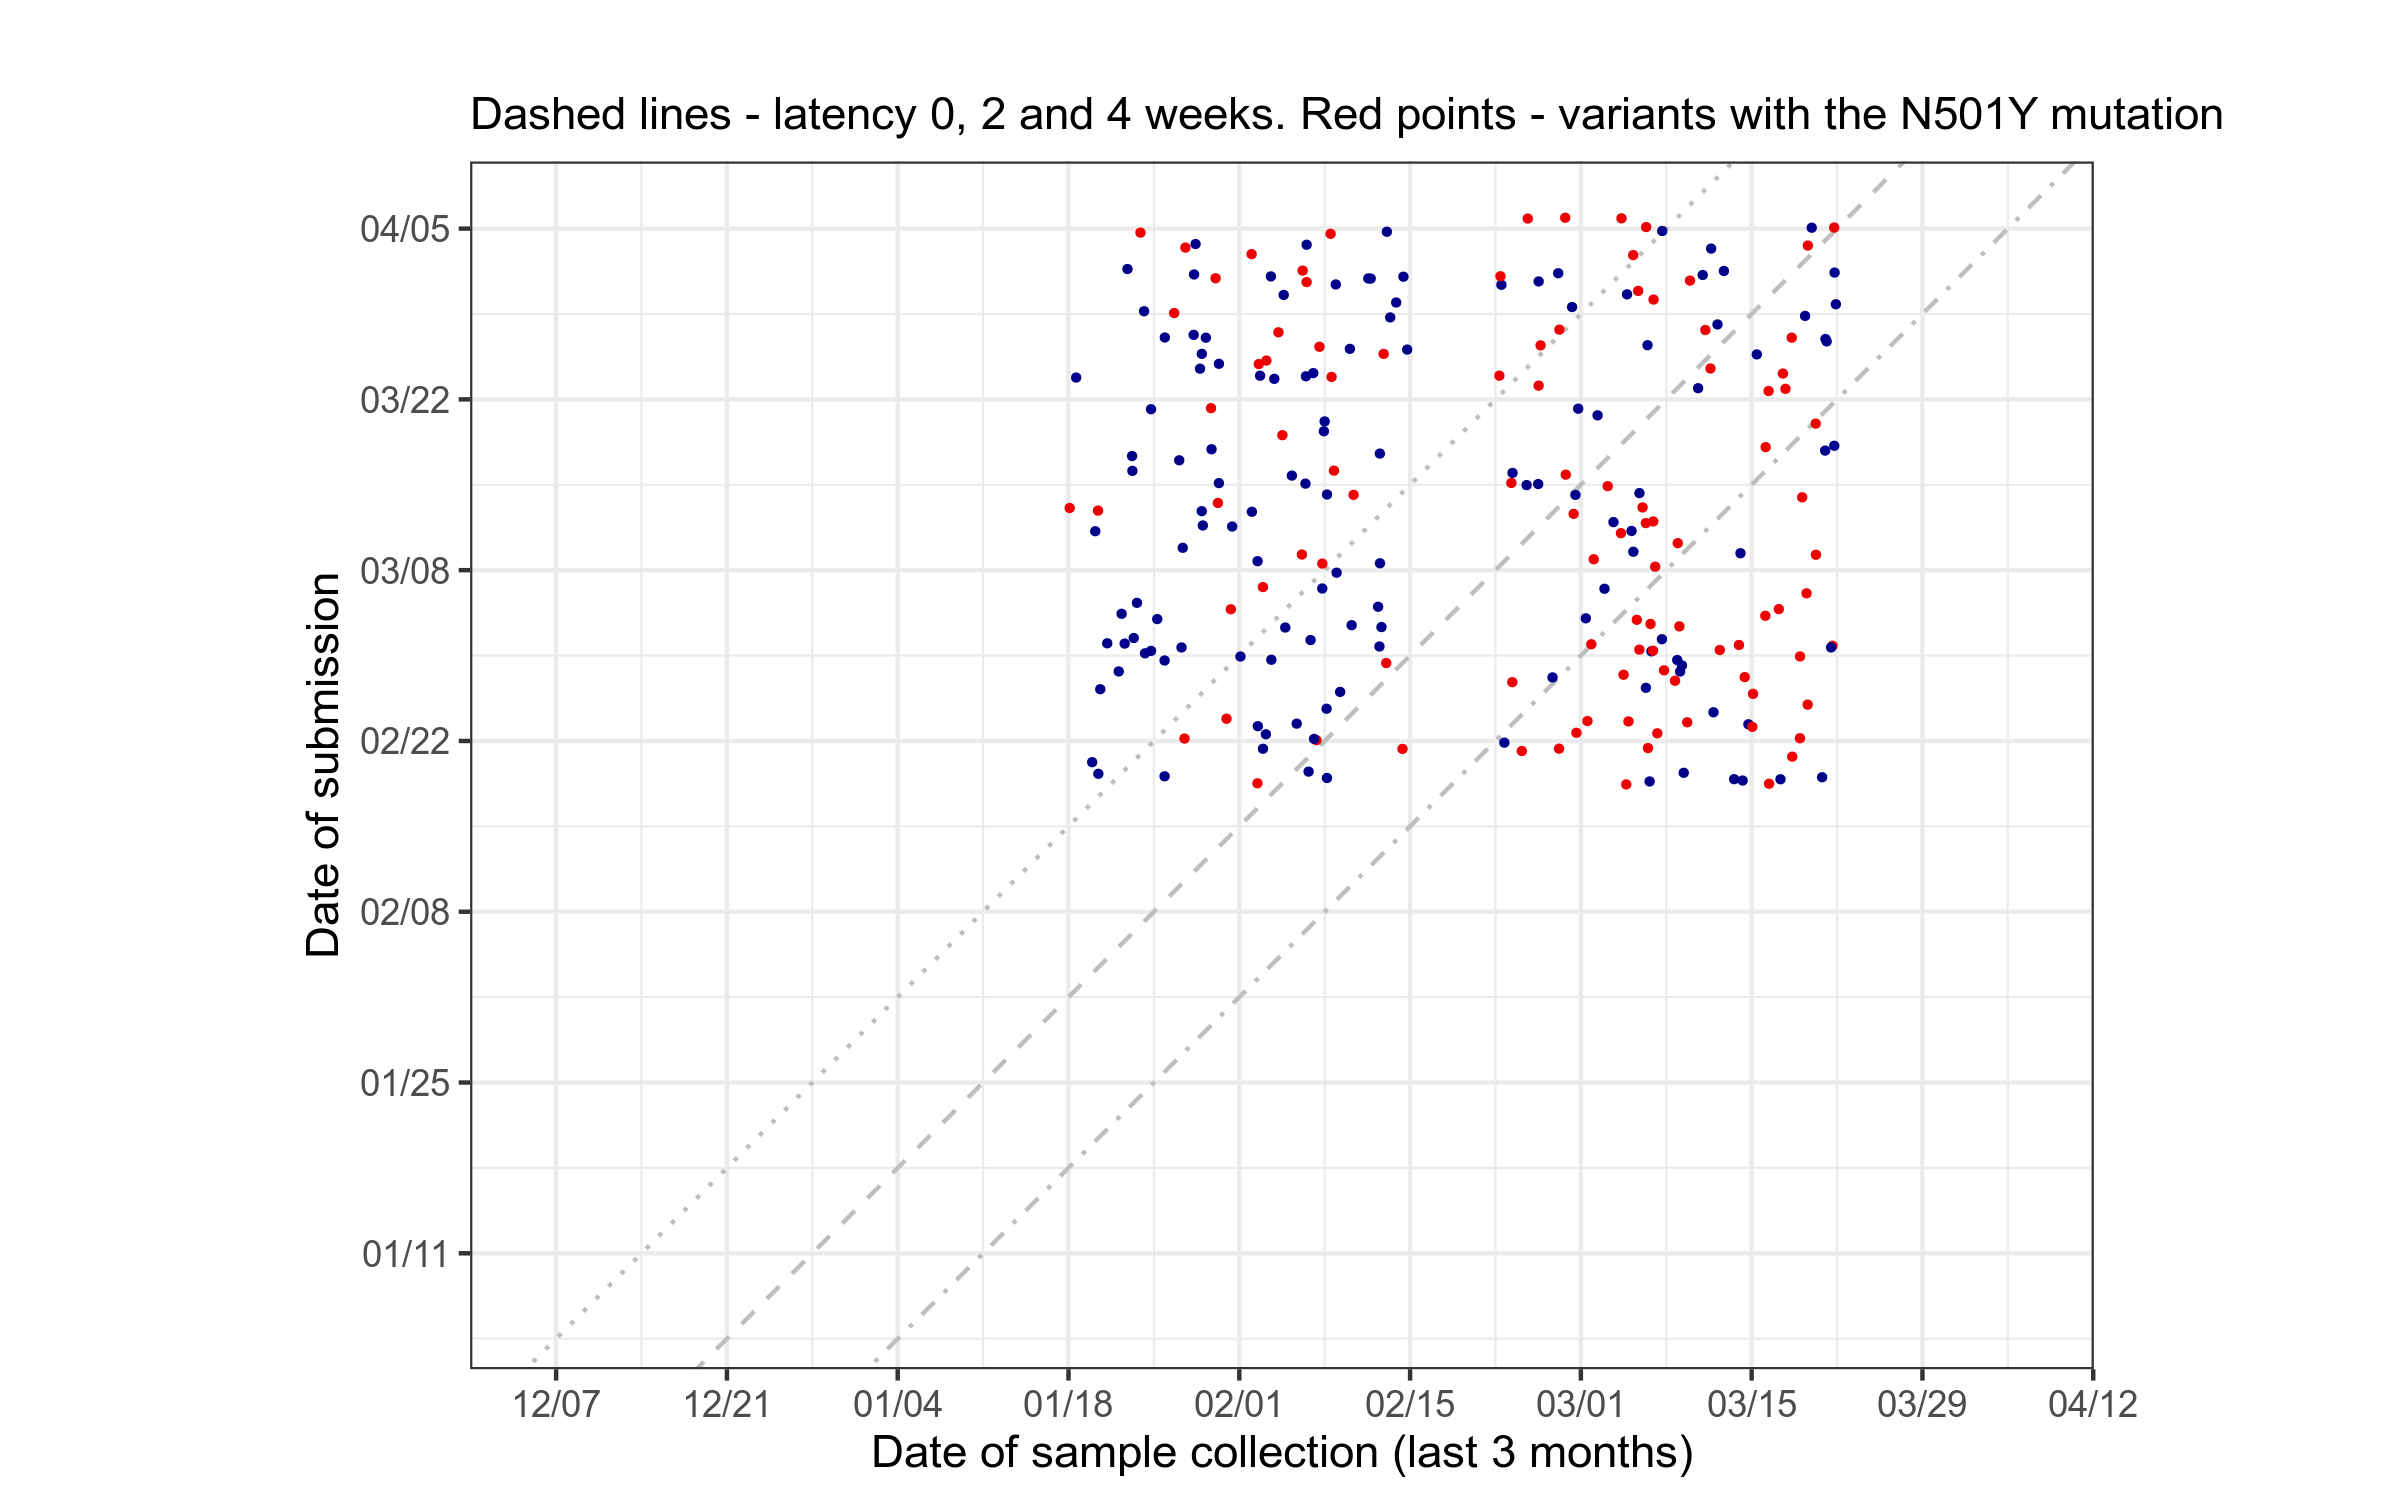 Dashed lines - latency 0, 2 and 4 weeks. Red points - variants with the N501Y mutation
04/05
03/22
03/08
02/22
02/08
01/25
01/11
Date of submission
12/07 12/21 01/04 01/18 02/01 02/15 03/01 03/15 03/29 04/12
Date of sample collection (last 3 months)